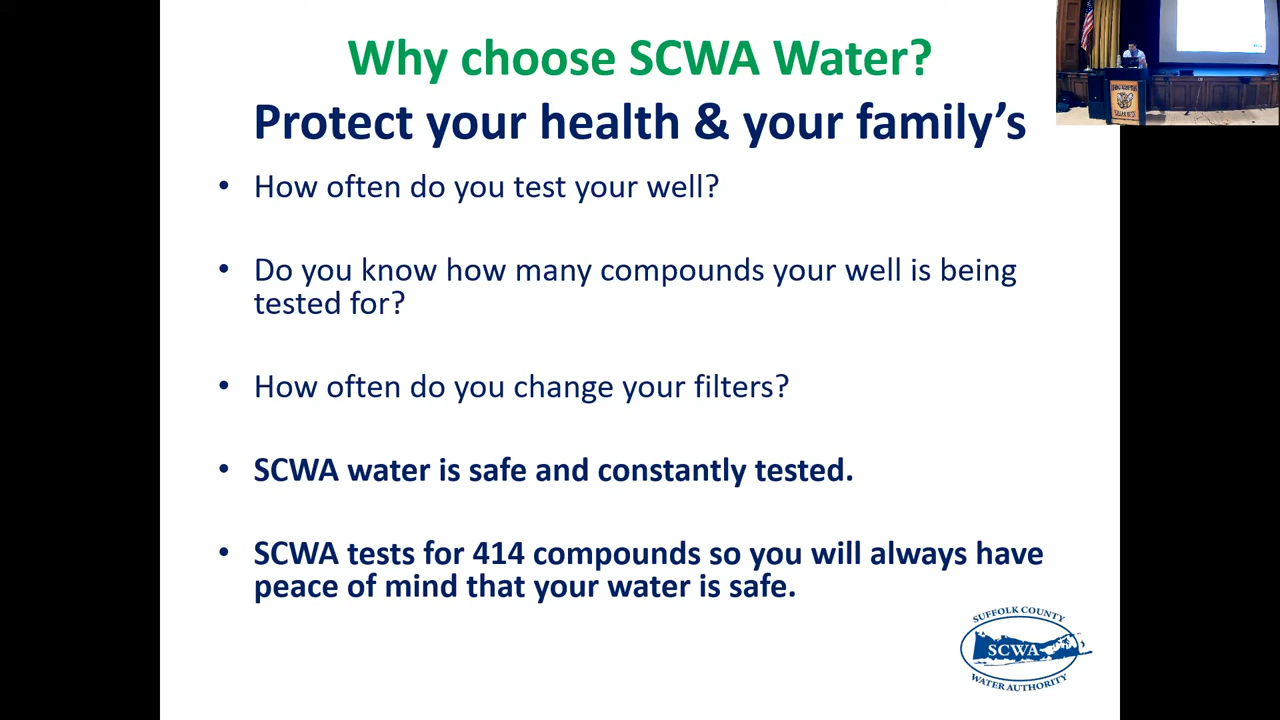 Why choose SCWA Water?
Protect your health & your family’s
• How often do you test your well?
• Do you know how many compounds your well is being
tested for?
• How often do you change your filters?
• SCWA water is safe and constantly tested.
• SCWA tests for 414 compounds so you will always have
peace of mind that your water is safe.
SUFFOLK COUNTY
SCWA
WATER AUTHORITY